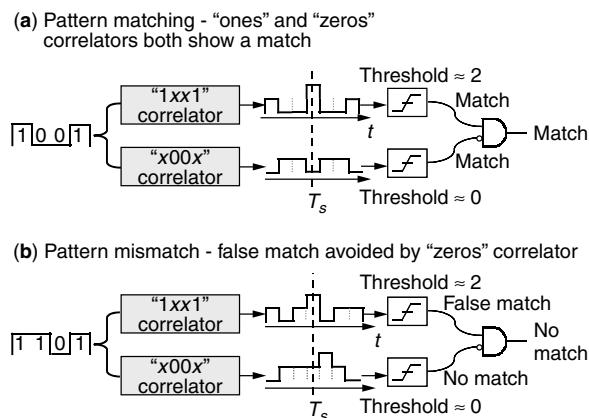 (a) Pattern matching - “ones” and “zeros”
correlators both show a match
Threshold ≈ 2
“1xx1”
correlator
Match
t
1 0 0 1
Match
“x00x”
correlator
Match
Ts
Threshold ≈ 0
(b) Pattern mismatch - false match avoided by “zeros” correlator
Threshold ≈ 2
“1xx1”
correlator
False match
t
1 1 0 1
No
match
“x00x”
correlator
No match
Ts
Threshold ≈ 0